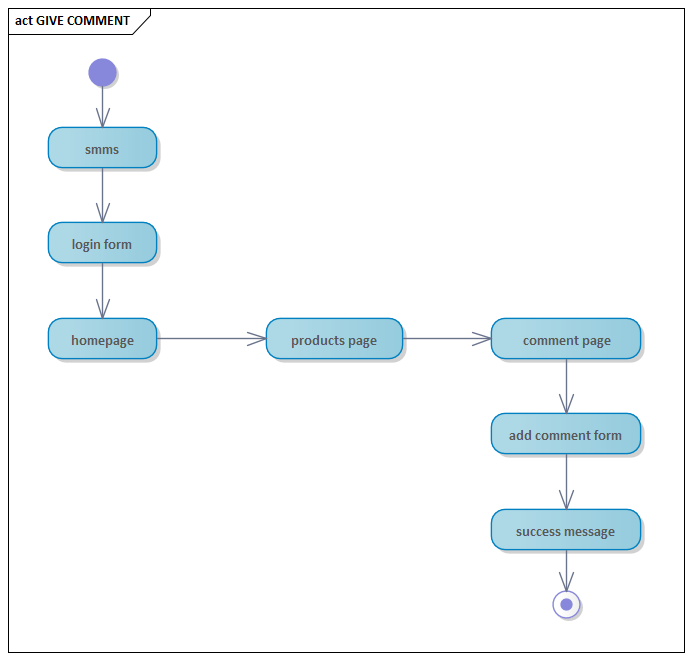 act GIVE COMMENT
smms
login form
homepage
products page
comment page
add comment form
success message